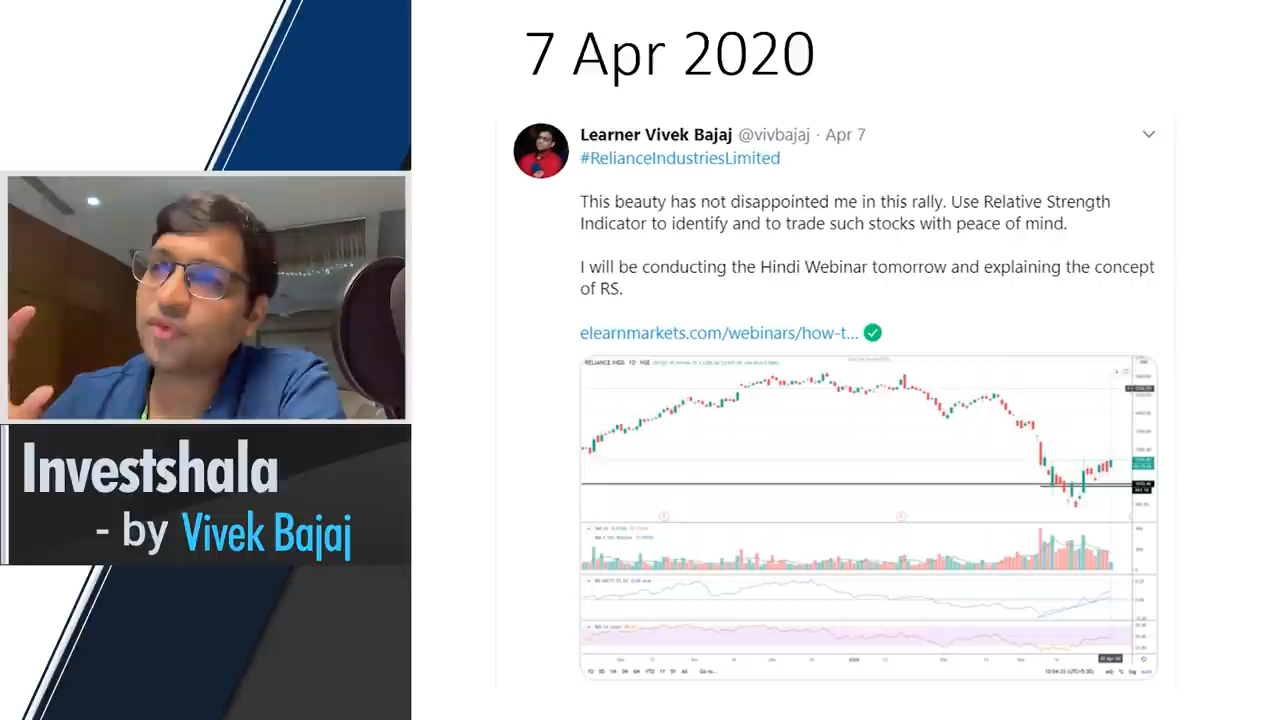 7 Apr 2020
Learner Vivek Bajaj @vivbajaj · Apr 7
#RelianceIndustriesLimited
This beauty has not disappointed me in this rally. Use Relative Strength
Indicator to identify and to trade such stocks with peace of mind.
I will be conducting the Hindi Webinar tomorrow and explaining the concept
of RS.
elearnmarkets.com/webinars/how-t...
Investshala
- by Vivek Bajaj